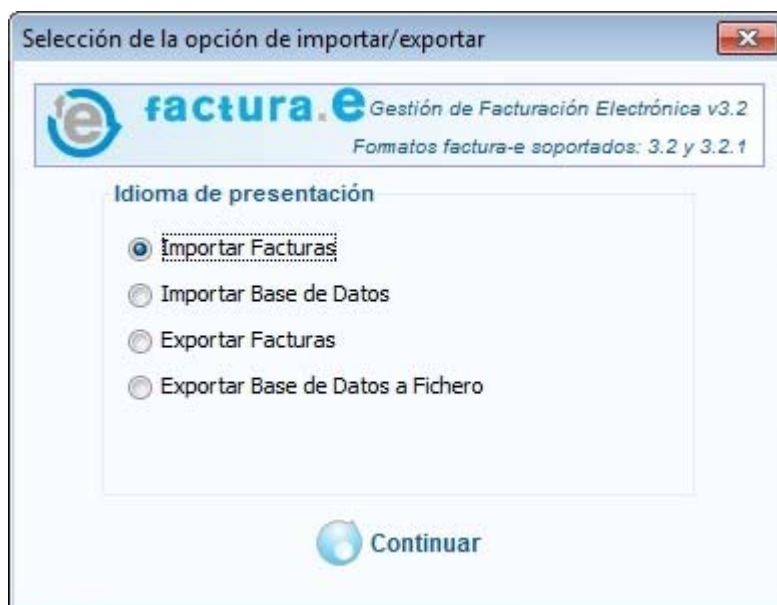 Selección de la opción de importar/exportar
factura.e Gestión de Facturación Electrónica v3.2
Formatos factura-e soportados: 3.2 y 3.2.1
Idioma de presentación
Importar Facturas
Importar Base de Datos
Exportar Facturas
Exportar Base de Datos a Fichero
Continuar